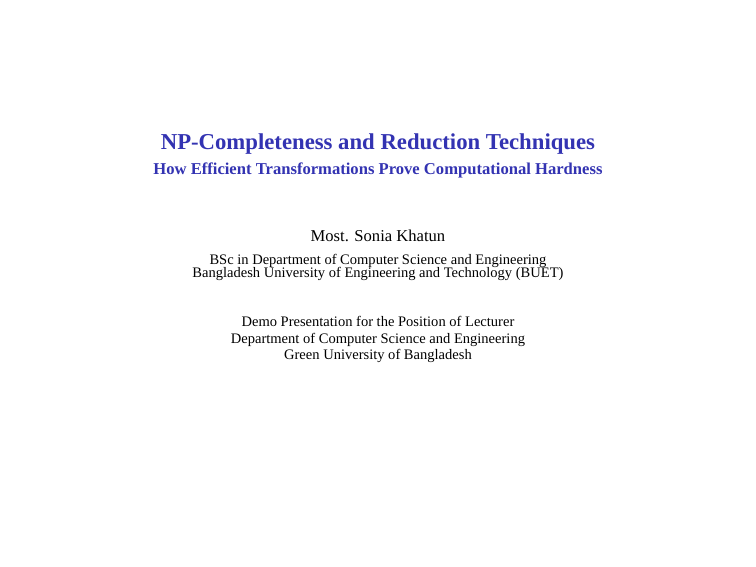 NP-Completeness and Reduction Techniques
How Efficient Transformations Prove Computational Hardness
Most. Sonia Khatun
BSc in Department of Computer Science and Engineering
Bangladesh University of Engineering and Technology (BUET)
Demo Presentation for the Position of Lecturer
Department of Computer Science and Engineering
Green University of Bangladesh